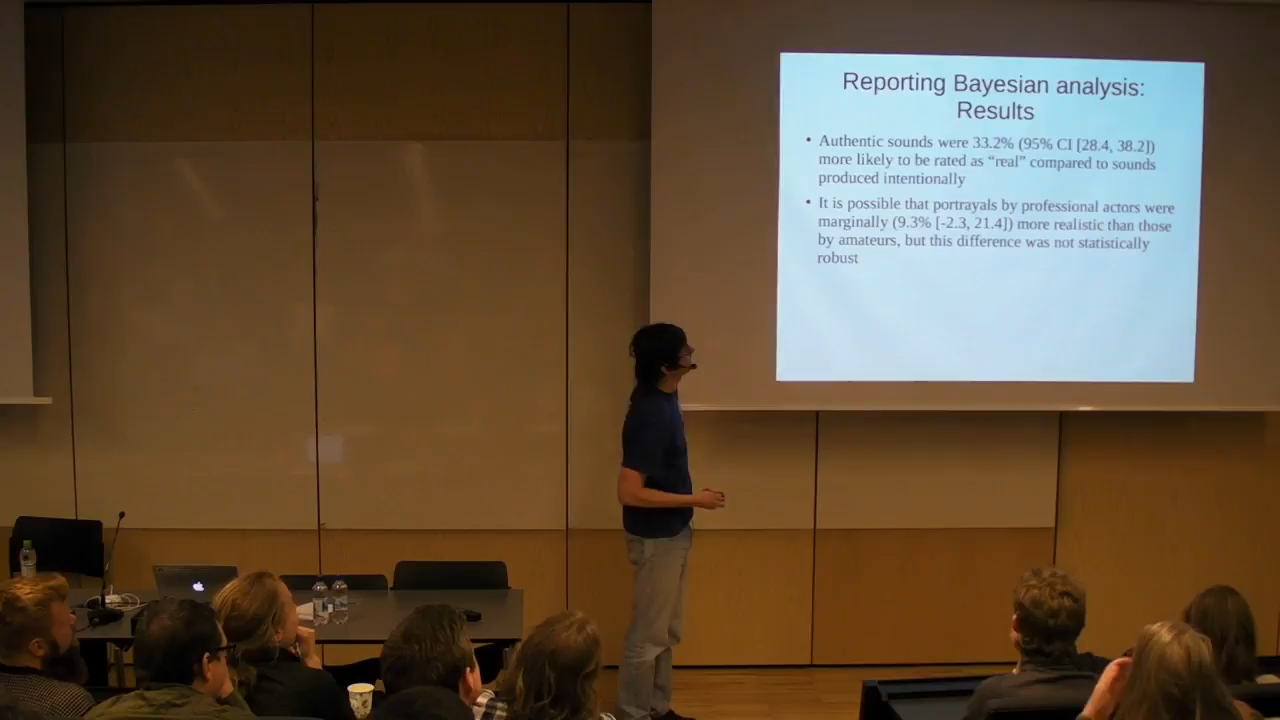 Reporting Bayesian analysis:
Results
• Authentic sounds were 33.2% (95% CI [28.4, 38.2])
more likely to be rated as “real” compared to sounds
produced intentionally
• It is possible that portrayals by professional actors were
marginally (9.3% [-2.3, 21.4]) more realistic than those
by amateurs, but this difference was not statistically
robust